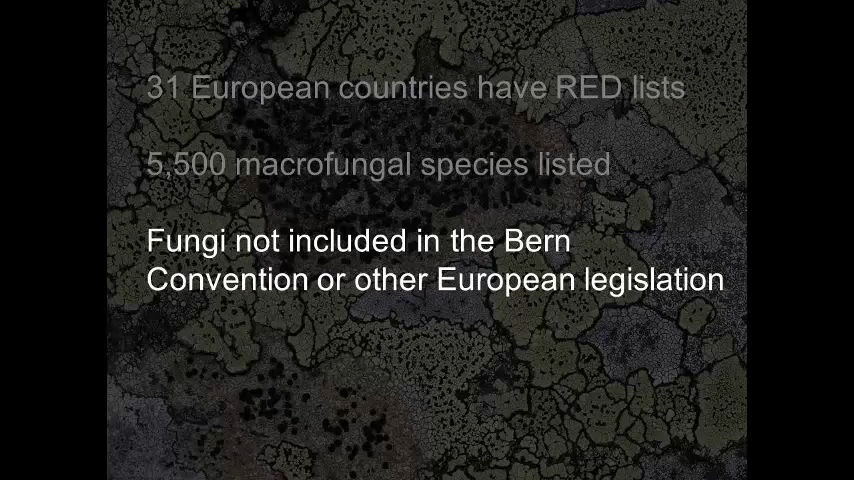 31 European countries have RED lists
5,500 macrofungal species listed
Fungi not included in the Bern
Convention or other European legislation